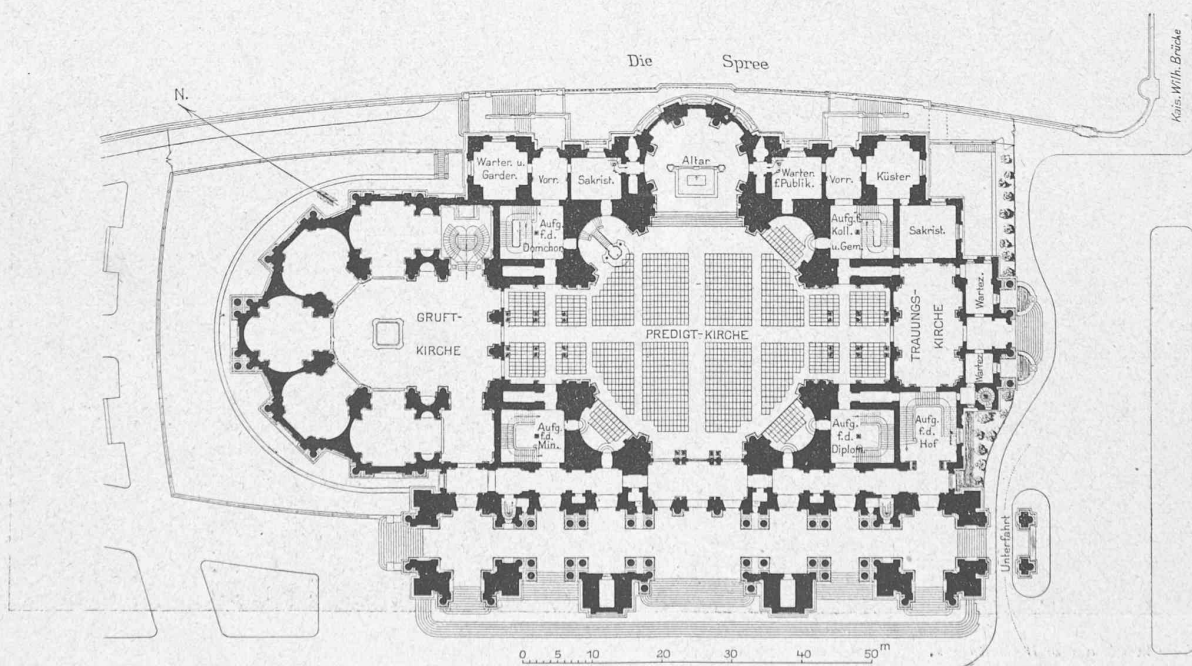 Die Spree
Kais. Wilh. Brücke
N.
Warter. u.
Garder.
Vorr.
Sakrist.
Altar
Warter.
f. Publik.
Vorr.
Küster
Aufg.
f.d.
Domchor
Aufg. f.
Koll.
u. Gem.
Sakrist.
GRUFT-
KIRCHE
PREDIGT-KIRCHE
TRAUUNGS-
KIRCHE
Wartez.
Wartez.
Aufg.
f.d.
Min.
Aufg.
f.d.
Diplom.
Aufg.
f.d.
Hof
Unterfahrt
0 5 10 20 30 40 50 m